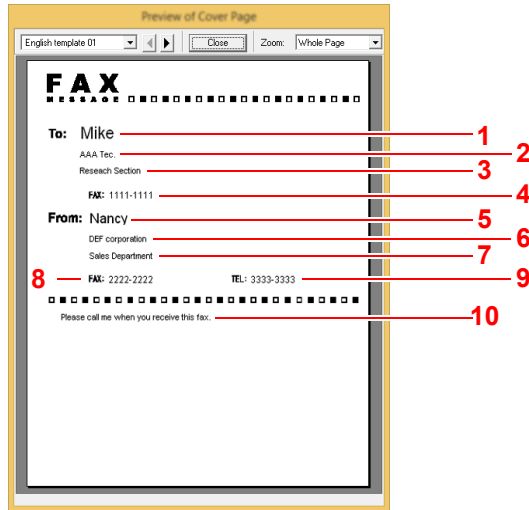 Preview of Cover Page
English template 01 Close Zoom: Whole Page
FAX
MESSAGE
To: Mike 1
AAA Tec. 2
Reseach Section 3
FAX: 1111-1111 4
From: Nancy 5
DEF corporation 6
Sales Department 7
8 FAX: 2222-2222 TEL: 3333-3333 9
Please call me when you receive this fax. 10